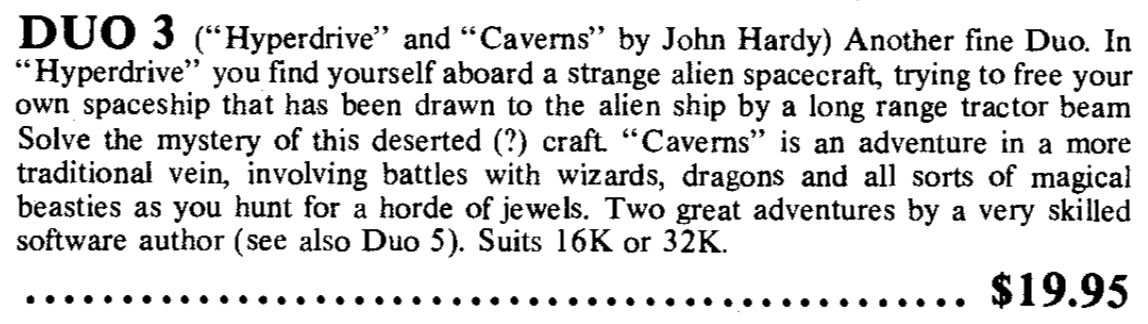 DUO 3 (“Hyperdrive” and “Caverns” by John Hardy) Another fine Duo. In
“Hyperdrive” you find yourself aboard a strange alien spacecraft, trying to free your
own spaceship that has been drawn to the alien ship by a long range tractor beam
Solve the mystery of this deserted (?) craft. “Caverns” is an adventure in a more
traditional vein, involving battles with wizards, dragons and all sorts of magical
beasties as you hunt for a horde of jewels. Two great adventures by a very skilled
software author (see also Duo 5). Suits 16K or 32K.
................................................ $19.95